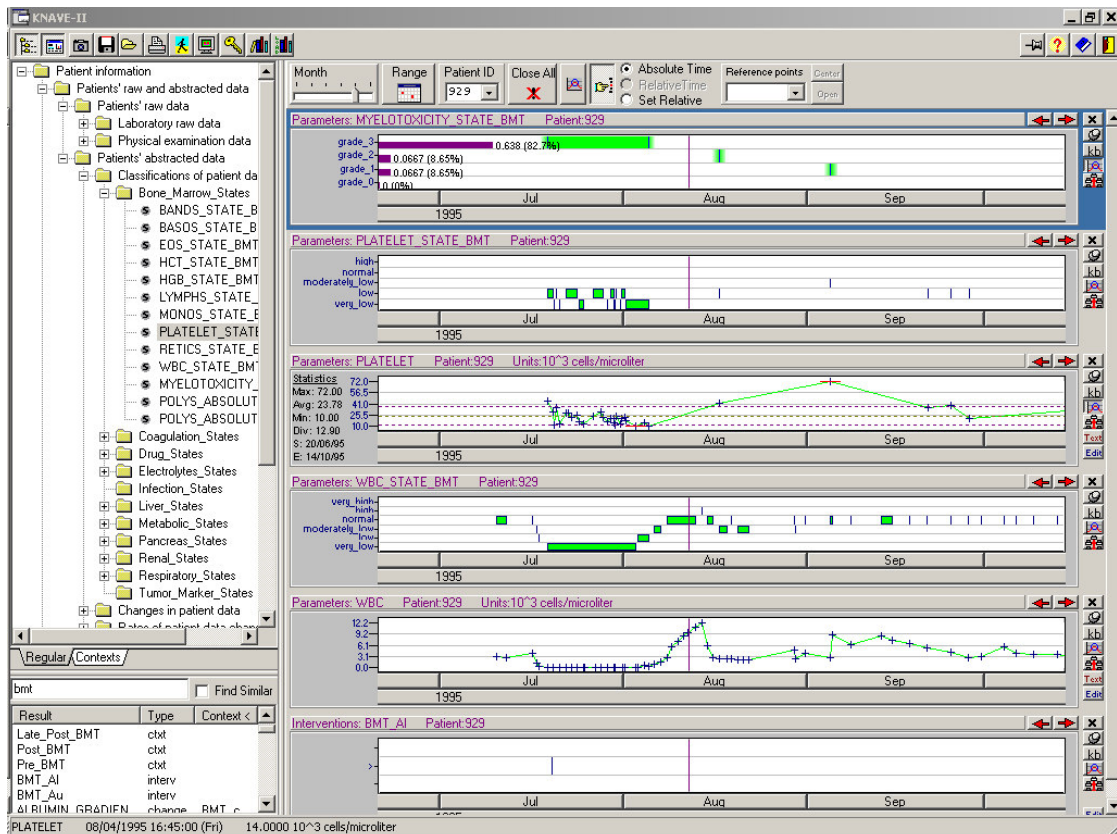 KNAVE-II
Patient information
Patients' raw and abstracted data
Patients' raw data
Laboratory raw data
Physical examination data
Patients' abstracted data
Classifications of patient da
Bone_Marrow_States
BANDS_STATE_B
BASOS_STATE_B
EOS_STATE_BMT
HCT_STATE_BMT
HGB_STATE_BMT
LYMPHS_STATE_
MONOS_STATE_B
PLATELET_STATE
RETICS_STATE_E
WBC_STATE_BMT
MYELOTOXICITY_
POLYS_ABSOLUT
POLYS_ABSOLUT
Coagulation_States
Drug_States
Electrolytes_States
Infection_States
Liver_States
Metabolic_States
Pancreas_States
Renal_States
Respiratory_States
Tumor_Marker_States
Changes in patient data
Regular Contexts
bmt Find Similar
Result Type Context <
Late_Post_BMT ctxt
Post_BMT ctxt
Pre_BMT ctxt
BMT_Al interv
BMT_Au interv
ALBUMIN_GRADIEN change BMT_c
Month Range Patient ID Close All Absolute Time Reference points Center
929 RelativeTime Open
Set Relative
Parameters: MYELOTOXICITY_STATE_BMT Patient:929
grade_3 0.638 (82.7%)
grade_2 0.0667 (8.65%)
grade_1 0.0667 (8.65%)
grade_0 0 (0%)
kb
Jul Aug Sep
1995
Parameters: PLATELET_STATE_BMT Patient:929
high
normal
moderately_low
low
very_low
kb
Jul Aug Sep
1995
Parameters: PLATELET Patient:929 Units:10^3 cells/microliter
Statistics 72.0
Max: 72.00 56.5
Avg: 23.78 41.0
Min: 10.00 25.5
Div: 12.90 10.0
S: 20/06/95
E: 14/10/95
kb
Text
Edit
Jul Aug Sep
1995
Parameters: WBC_STATE_BMT Patient:929
very_high
high
normal
moderately_low
low
very_low
kb
Jul Aug Sep
1995
Parameters: WBC Patient:929 Units:10^3 cells/microliter
12.2
9.2
6.1
3.1
0.0
kb
Text
Edit
Jul Aug Sep
1995
Interventions: BMT_Al Patient:929
kb
Jul Aug Sep
PLATELET 08/04/1995 16:45:00 (Fri) 14.0000 10^3 cells/microliter